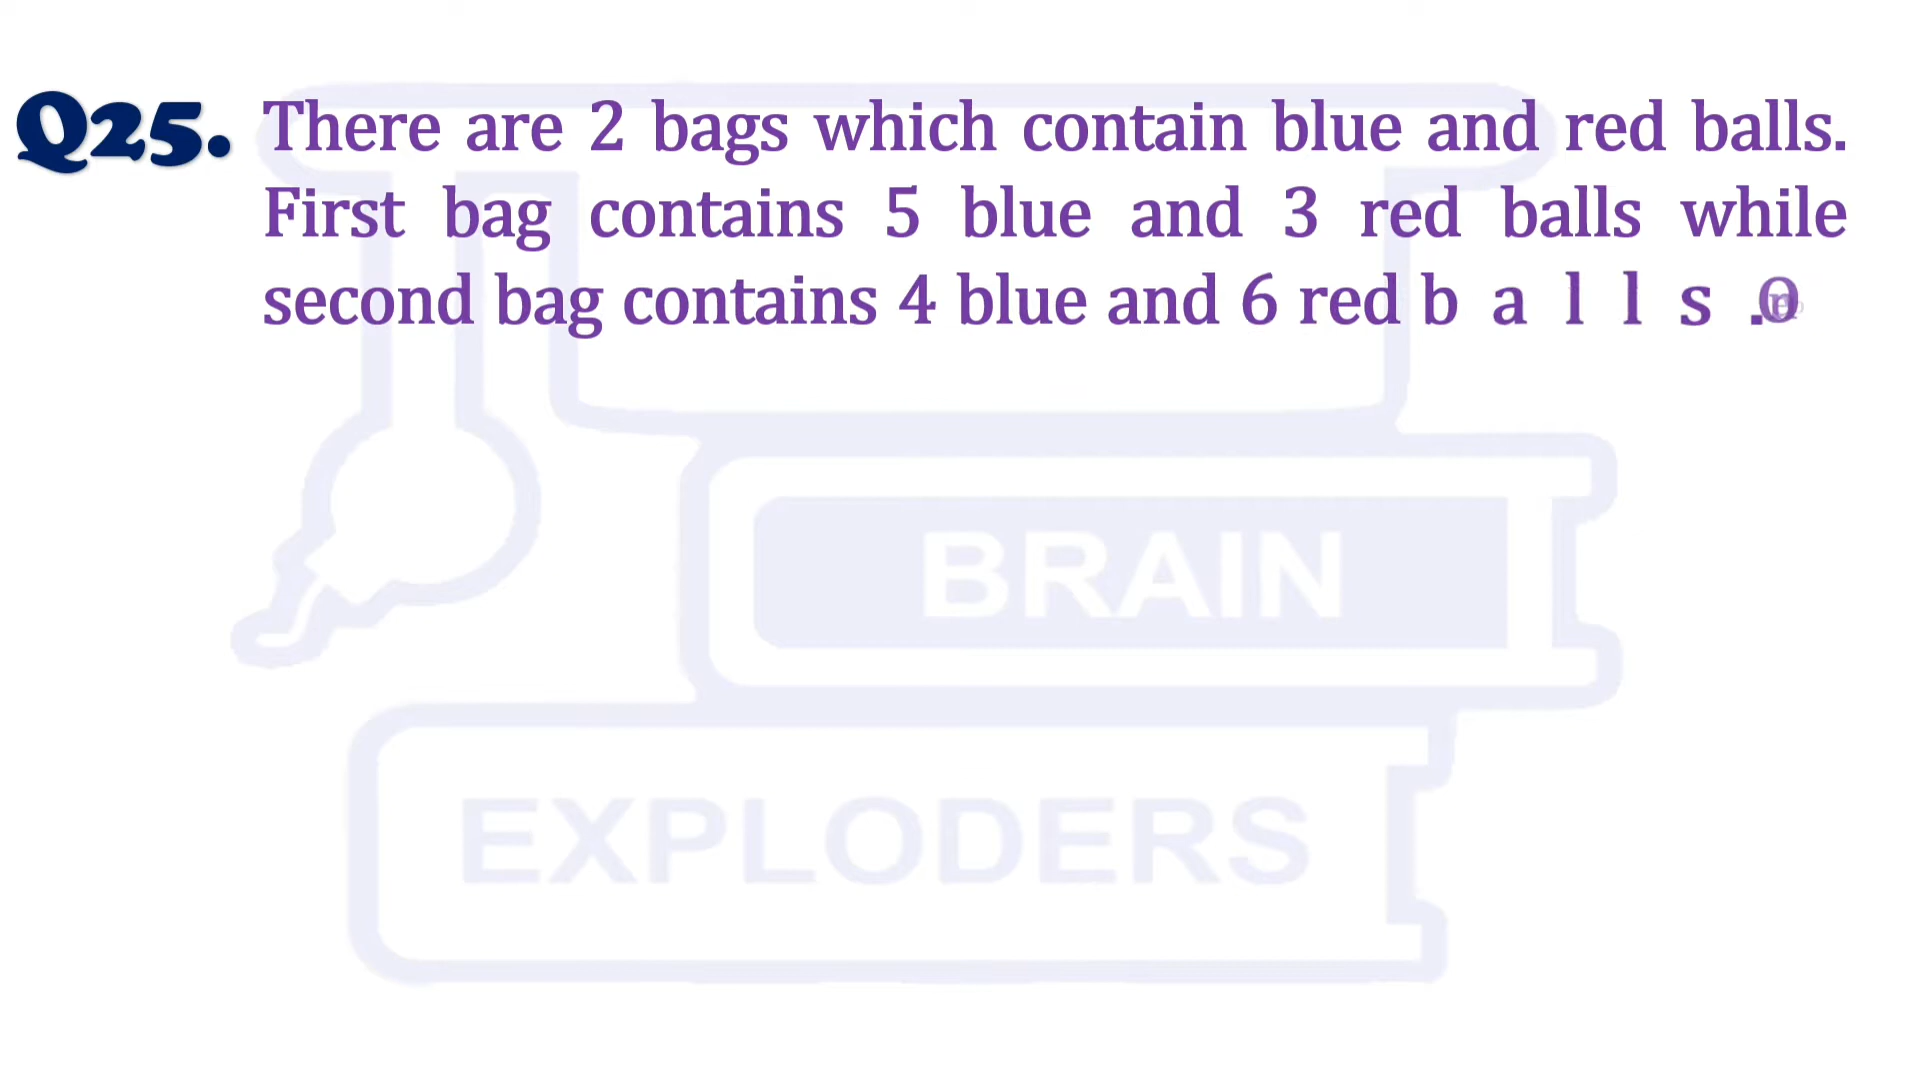 Q25. There are 2 bags which contain blue and red balls.
First bag contains 5 blue and 3 red balls while
second bag contains 4 blue and 6 red balls.
BRAIN
EXPLODERS